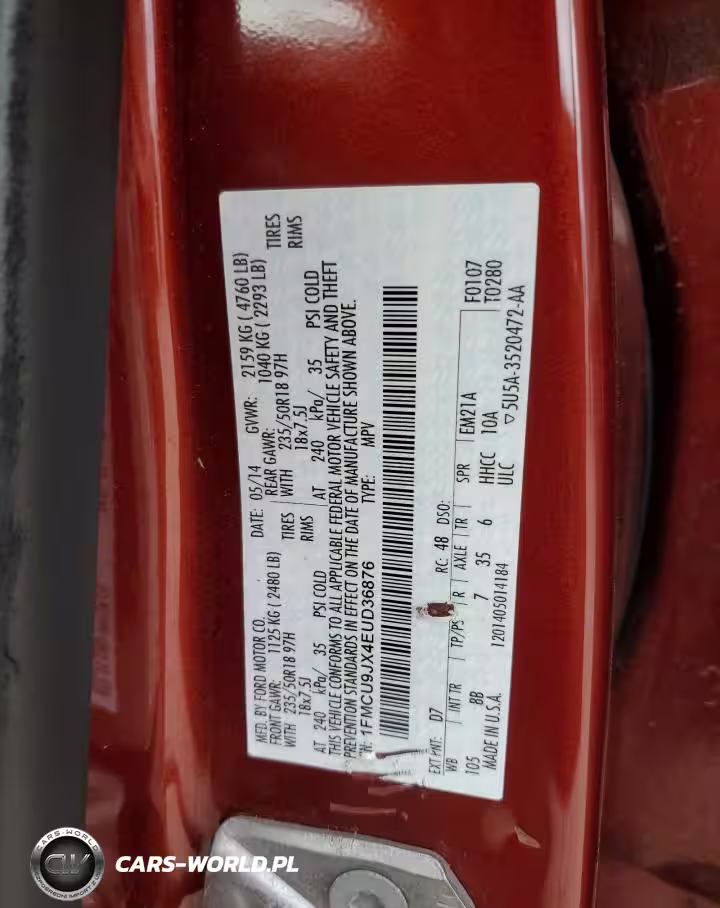 MFD. BY FORD MOTOR CO. DATE: 05/14 GVWR: 2159 KG ( 4760 LB)
FRONT GAWR: 1125 KG ( 2480 LB) REAR GAWR: 1040 KG ( 2293 LB)
WITH 235/50R18 97H TIRES WITH 235/50R18 97H TIRES
18x7.5J RIMS 18x7.5J RIMS
AT 240 kPa/ 35 PSI COLD AT 240 kPa/ 35 PSI COLD
THIS VEHICLE CONFORMS TO ALL APPLICABLE FEDERAL MOTOR VEHICLE SAFETY AND THEFT
PREVENTION STANDARDS IN EFFECT ON THE DATE OF MANUFACTURE SHOWN ABOVE.
1FMCU9JX4EUD36876 TYPE: MPV
EXT PNT: D7 RC: 48 DSO:
WB INT TR TP/PS R AXLE TR SPR EM21A F0107
105 8B 7 35 6 HHCC 10A T0280
MADE IN U.S.A. 1201405014184 ULC ▽5U5A-3520472-AA
CARS-WORLD
CW
CARS-WORLD.PL